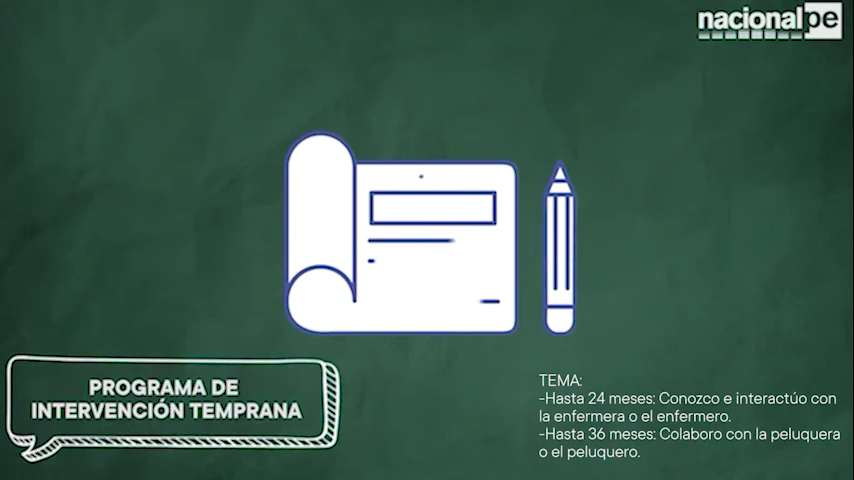 nacionalpe
PROGRAMA DE
INTERVENCIÓN TEMPRANA
TEMA:
-Hasta 24 meses: Conozco e interactúo con
la enfermera o el enfermero.
-Hasta 36 meses: Colaboro con la peluquera
o el peluquero.